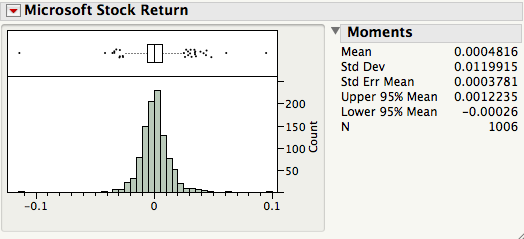 Microsoft Stock Return
200
150
100
50
Count
-0.1
0
0.1
Moments
Mean 0.0004816
Std Dev 0.0119915
Std Err Mean 0.0003781
Upper 95% Mean 0.0012235
Lower 95% Mean -0.00026
N 1006